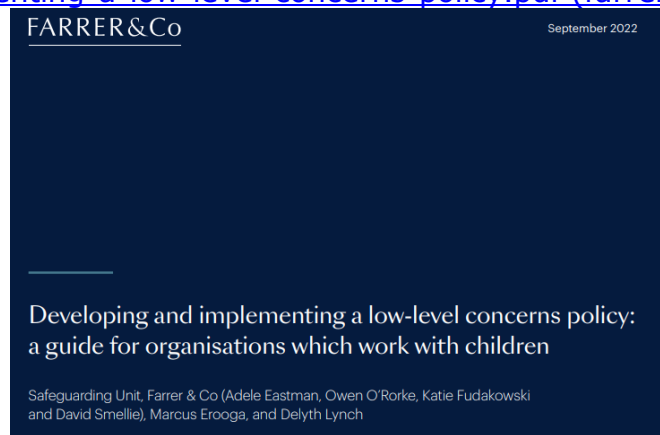 FARRER&Co
September 2022
Developing and implementing a low-level concerns policy:
a guide for organisations which work with children
Safeguarding Unit, Farrer & Co (Adele Eastman, Owen O'Rorke, Katie Fudakowski
and David Smellie), Marcus Erooga, and Delyth Lynch